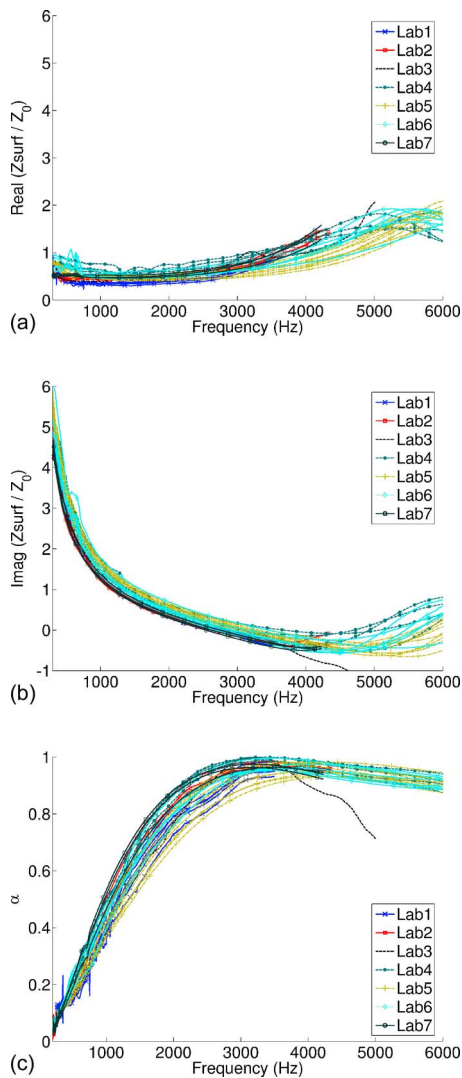 6
5
4
3
2
1
0
Real (Zsurf / Z0)
Lab1
Lab2
Lab3
Lab4
Lab5
Lab6
Lab7
1000 2000 3000 4000 5000 6000
Frequency (Hz)
(a)
6
5
4
3
2
1
0
-1
Imag (Zsurf / Z0)
Lab1
Lab2
Lab3
Lab4
Lab5
Lab6
Lab7
1000 2000 3000 4000 5000 6000
Frequency (Hz)
(b)
1
0.8
0.6
0.4
0.2
0
α
Lab1
Lab2
Lab3
Lab4
Lab5
Lab6
Lab7
1000 2000 3000 4000 5000 6000
Frequency (Hz)
(c)